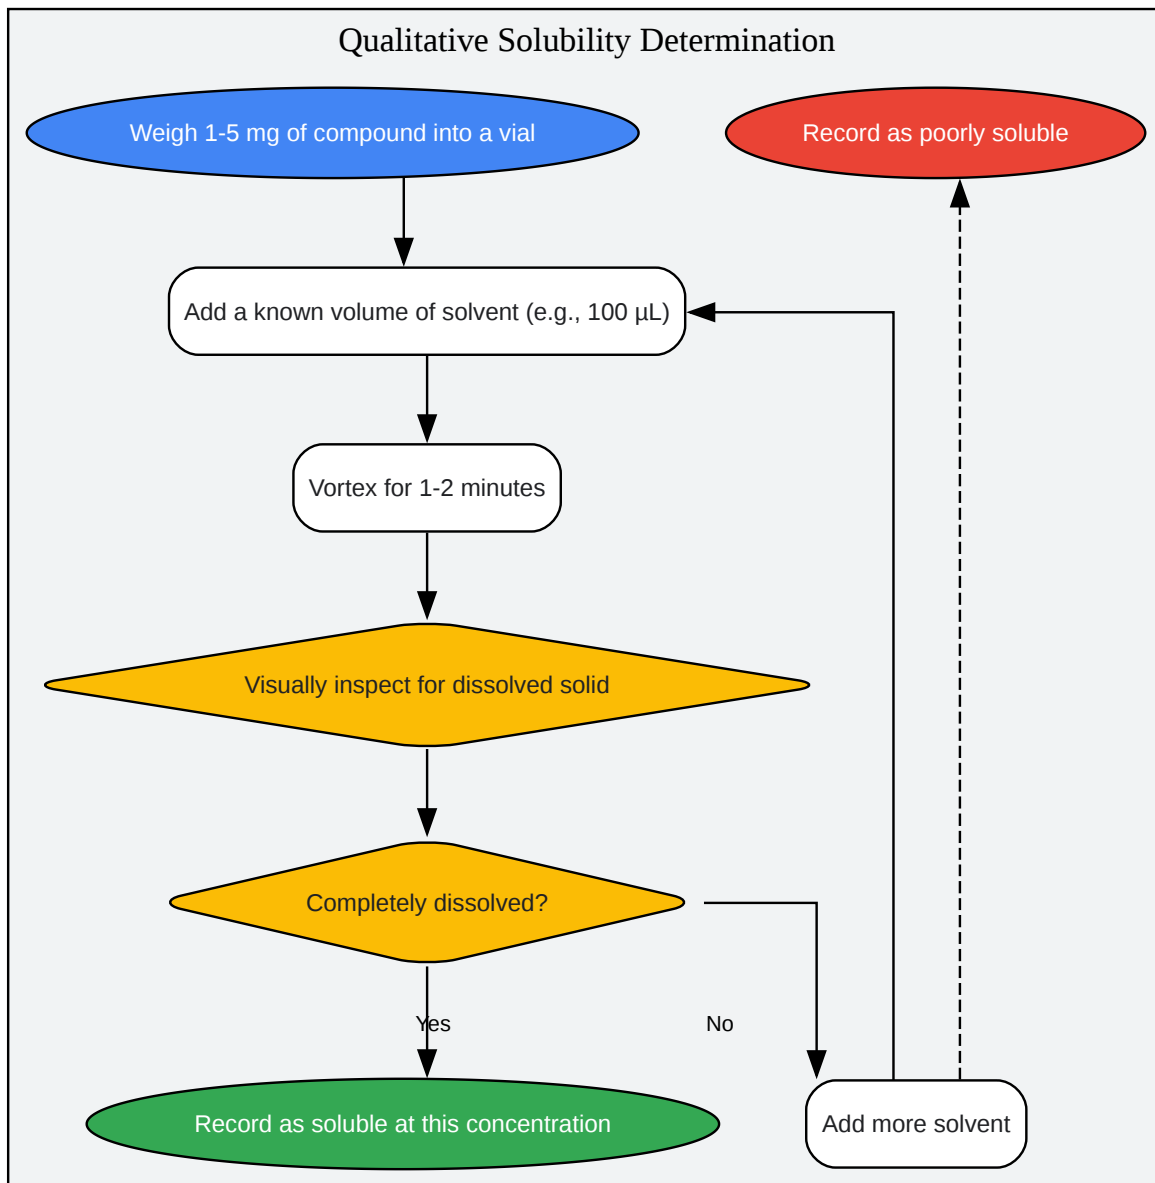 Qualitative Solubility Determination
Weigh 1-5 mg of compound into a vial
Record as poorly soluble
Add a known volume of solvent (e.g., 100 µL)
Vortex for 1-2 minutes
Visually inspect for dissolved solid
Completely dissolved?
Yes
No
Record as soluble at this concentration
Add more solvent